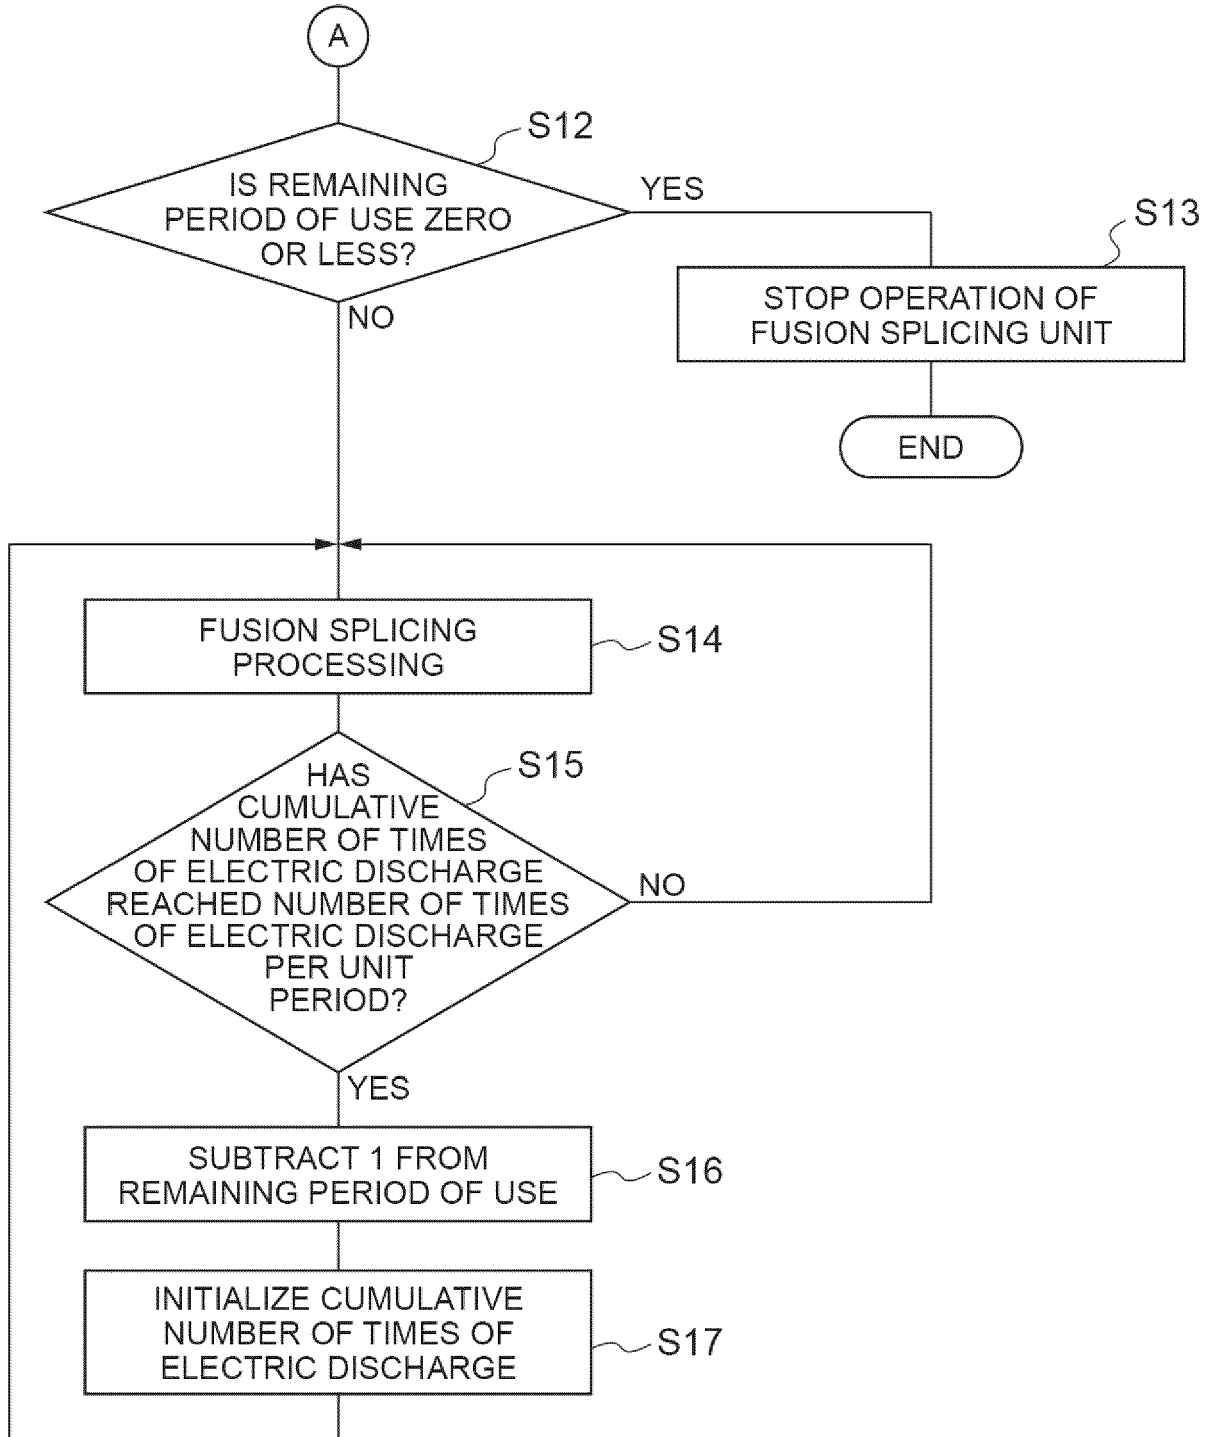 A
S12
IS REMAINING
PERIOD OF USE ZERO
OR LESS?
YES
NO
S13
STOP OPERATION OF
FUSION SPLICING UNIT
END
FUSION SPLICING
PROCESSING
S14
S15
HAS
CUMULATIVE
NUMBER OF TIMES
OF ELECTRIC DISCHARGE
REACHED NUMBER OF TIMES
OF ELECTRIC DISCHARGE
PER UNIT
PERIOD?
NO
YES
SUBTRACT 1 FROM
REMAINING PERIOD OF USE
S16
INITIALIZE CUMULATIVE
NUMBER OF TIMES OF
ELECTRIC DISCHARGE
S17